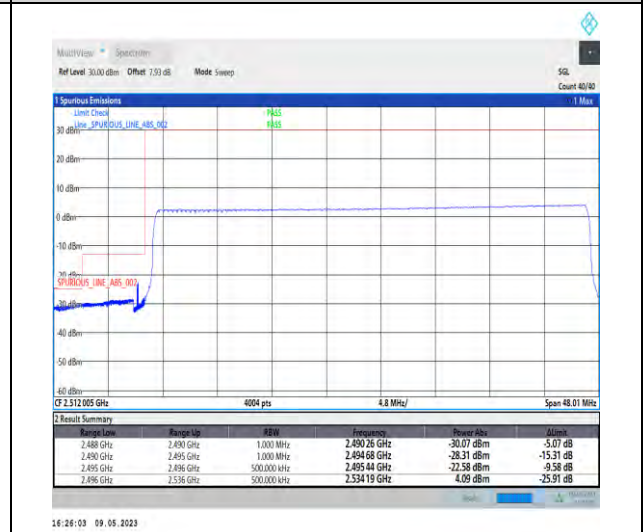 MultiView Spectrum
Ref Level 30.00 dBm Offset 7.93 dB Mode Sweep SGL
Count 40/40
1 Spurious Emissions 1 Max
Limit Check PASS
Line _SPURIOUS_LINE_ABS_002 PASS
30 dBm
20 dBm
10 dBm
0 dBm
-10 dBm
-20 dBm
SPURIOUS_LINE_ABS_002
-30 dBm
-40 dBm
-50 dBm
-60 dBm
CF 2.512 005 GHz 4004 pts 4.8 MHz/ Span 48.01 MHz
2 Result Summary
Range Low Range Up RBW Frequency Power Abs ΔLimit
2.488 GHz 2.490 GHz 1.000 MHz 2.490 26 GHz -30.07 dBm -5.07 dB
2.490 GHz 2.495 GHz 1.000 MHz 2.494 68 GHz -28.31 dBm -15.31 dB
2.495 GHz 2.496 GHz 500.000 kHz 2.495 44 GHz -22.58 dBm -9.58 dB
2.496 GHz 2.536 GHz 500.000 kHz 2.534 19 GHz 4.09 dBm -25.91 dB
16:26:03 09.05.2023